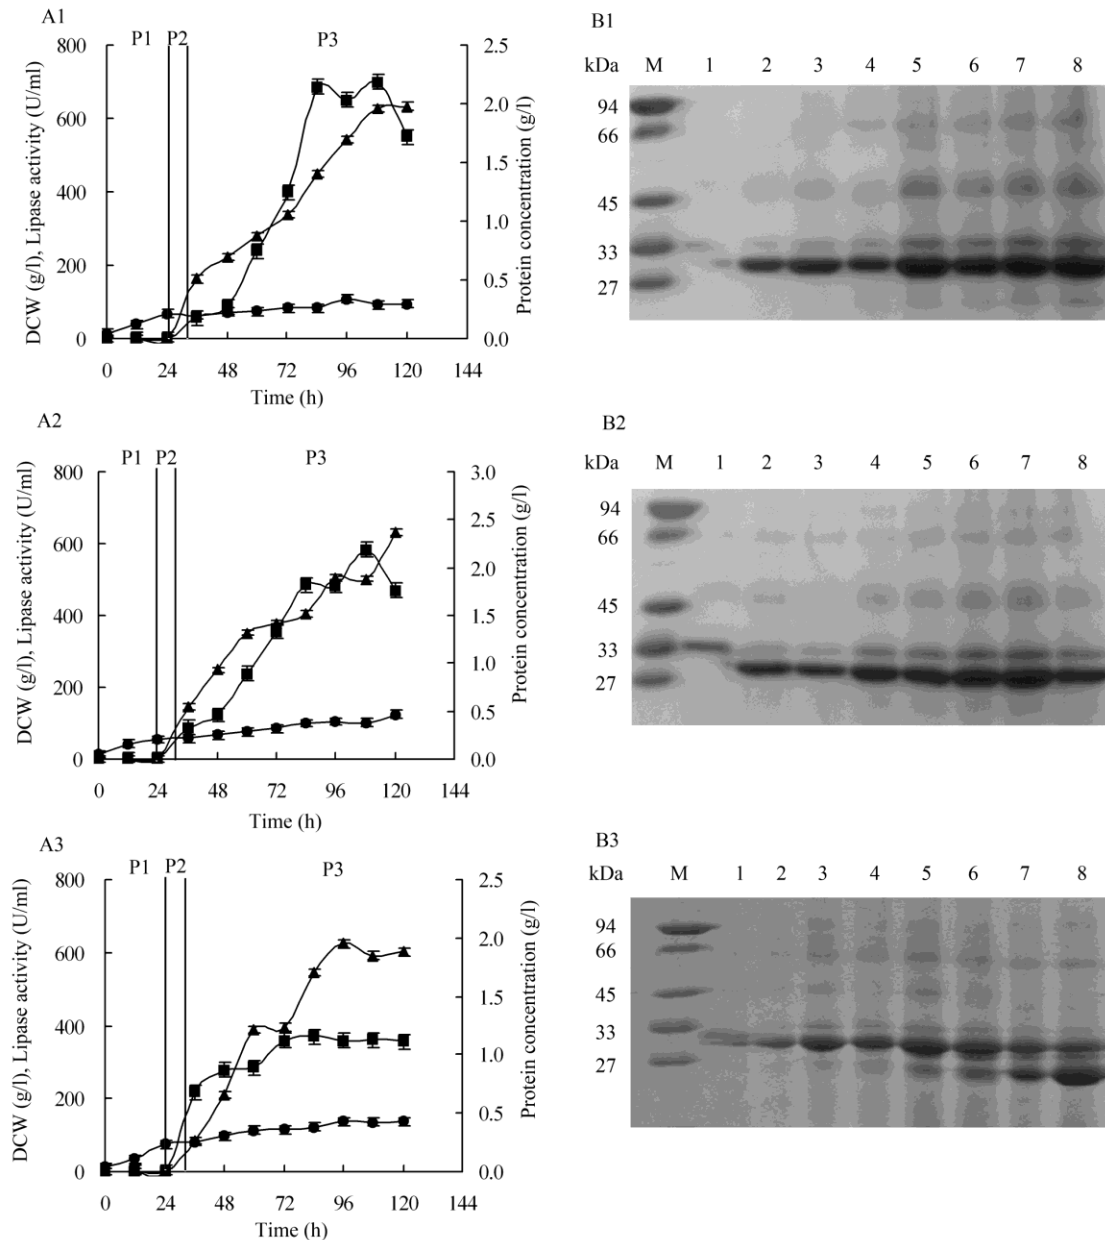 A1
P1 P2 P3
800
600
400
200
0
2.5
2.0
1.5
1.0
0.5
0.0
DCW (g/l), Lipase activity (U/ml)
Protein concentration (g/l)
0 24 48 72 96 120 144
Time (h)
B1
kDa M 1 2 3 4 5 6 7 8
94
66
45
33
27
A2
P1 P2 P3
800
600
400
200
0
3.0
2.5
2.0
1.5
1.0
0.5
0.0
DCW (g/l), Lipase activity (U/ml)
Protein concentration (g/l)
0 24 48 72 96 120 144
Time (h)
B2
kDa M 1 2 3 4 5 6 7 8
94
66
45
33
27
A3
P1 P2 P3
800
600
400
200
0
2.5
2.0
1.5
1.0
0.5
0.0
DCW (g/l), Lipase activity (U/ml)
Protein concentration (g/l)
0 24 48 72 96 120 144
Time (h)
B3
kDa M 1 2 3 4 5 6 7 8
94
66
45
33
27